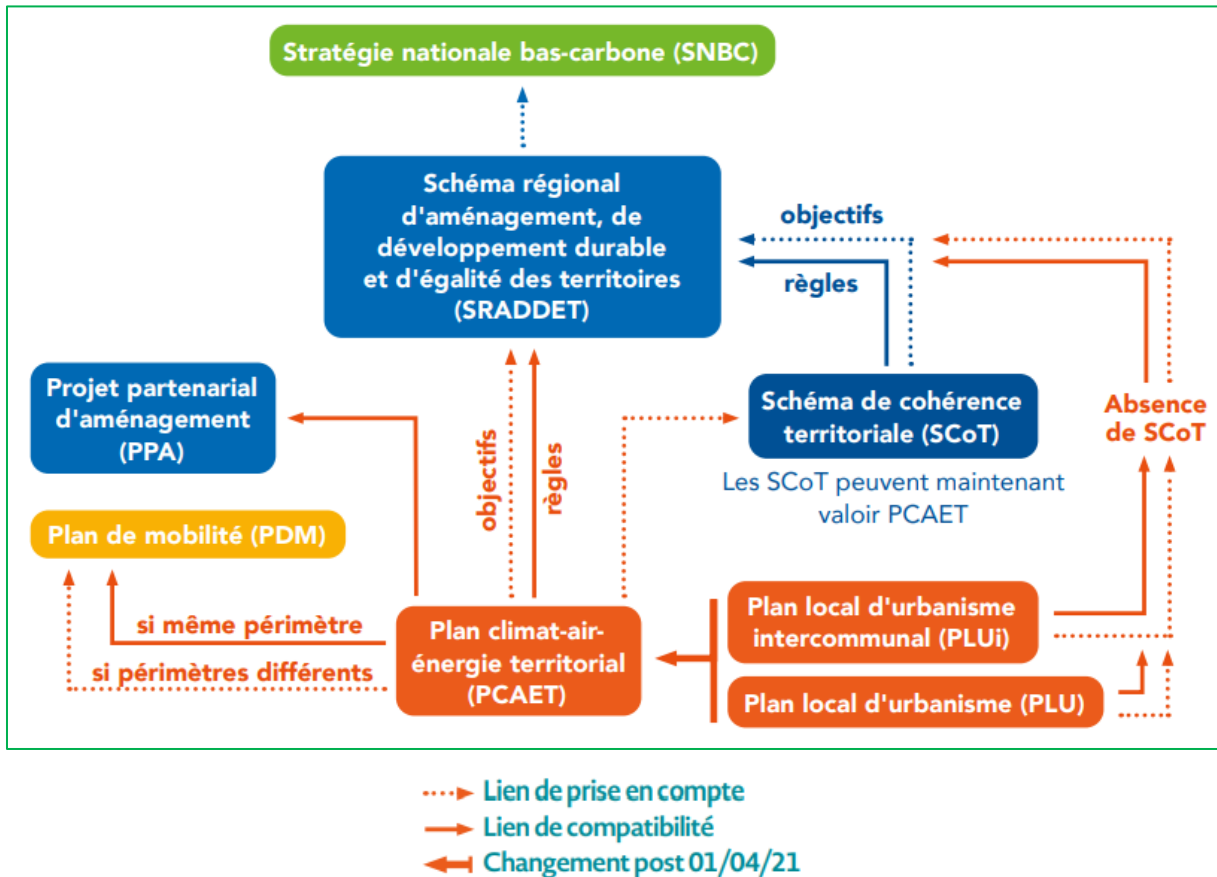 Stratégie nationale bas-carbone (SNBC)
Schéma régional
d'aménagement, de
développement durable
et d'égalité des territoires
(SRADDET)
objectifs
règles
Projet partenarial
d'aménagement
(PPA)
objectifs
règles
Schéma de cohérence
territoriale (SCoT)
Absence
de SCoT
Les SCoT peuvent maintenant
valoir PCAET
Plan de mobilité (PDM)
si même périmètre
si périmètres différents
Plan climat-air-
énergie territorial
(PCAET)
Plan local d'urbanisme
intercommunal (PLUi)
Plan local d'urbanisme (PLU)
Lien de prise en compte
Lien de compatibilité
Changement post 01/04/21